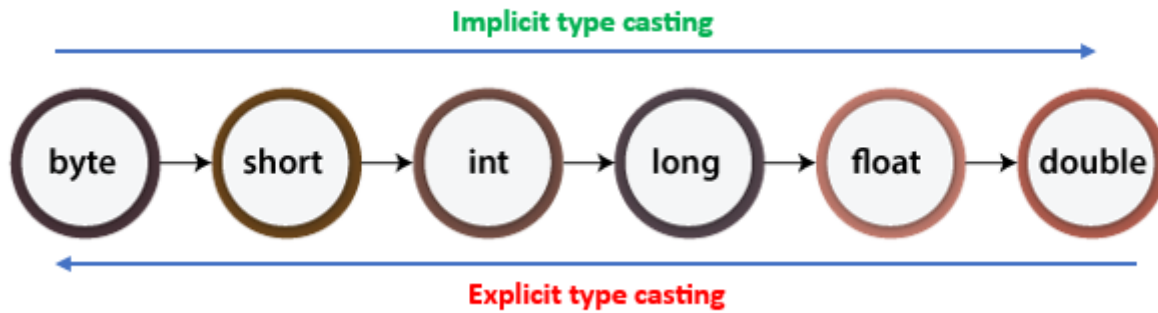 Implicit type casting
byte short int long float double
Explicit type casting